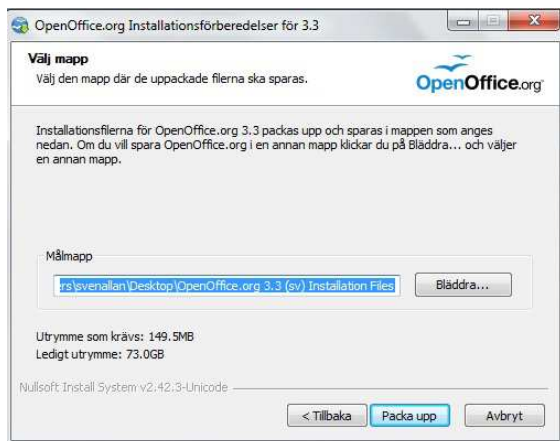 OpenOffice.org Installationsförberedelser för 3.3
Välj mapp
Välj den mapp där de uppackade filerna ska sparas.
OpenOffice.org
Installationsfilerna för OpenOffice.org 3.3 packas upp och sparas i mappen som anges
nedan. Om du vill spara OpenOffice.org i en annan mapp klickar du på Bläddra... och väljer
en annan mapp.
Målmapp
rs\svenallan\Desktop\OpenOffice.org 3.3 (sv) Installation Files
Bläddra...
Utrymme som krävs: 149.5MB
Ledigt utrymme: 73.0GB
Nullsoft Install System v2.42.3-Unicode
< Tillbaka
Packa upp
Avbryt